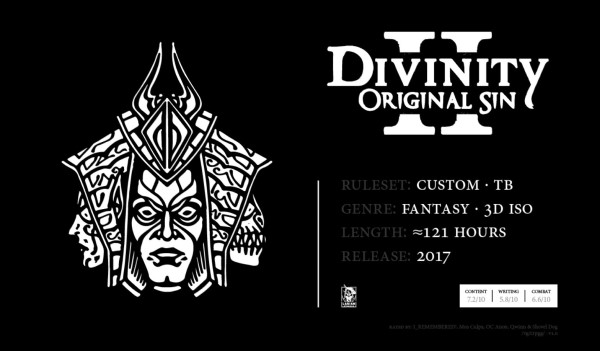 II
DIVINITY
ORIGINAL SIN
RULESET: CUSTOM · TB
GENRE: FANTASY · 3D ISO
LENGTH: ≈121 HOURS
RELEASE: 2017
CONTENT | WRITING | COMBAT
7.2/10 | 5.8/10 | 6.6/10